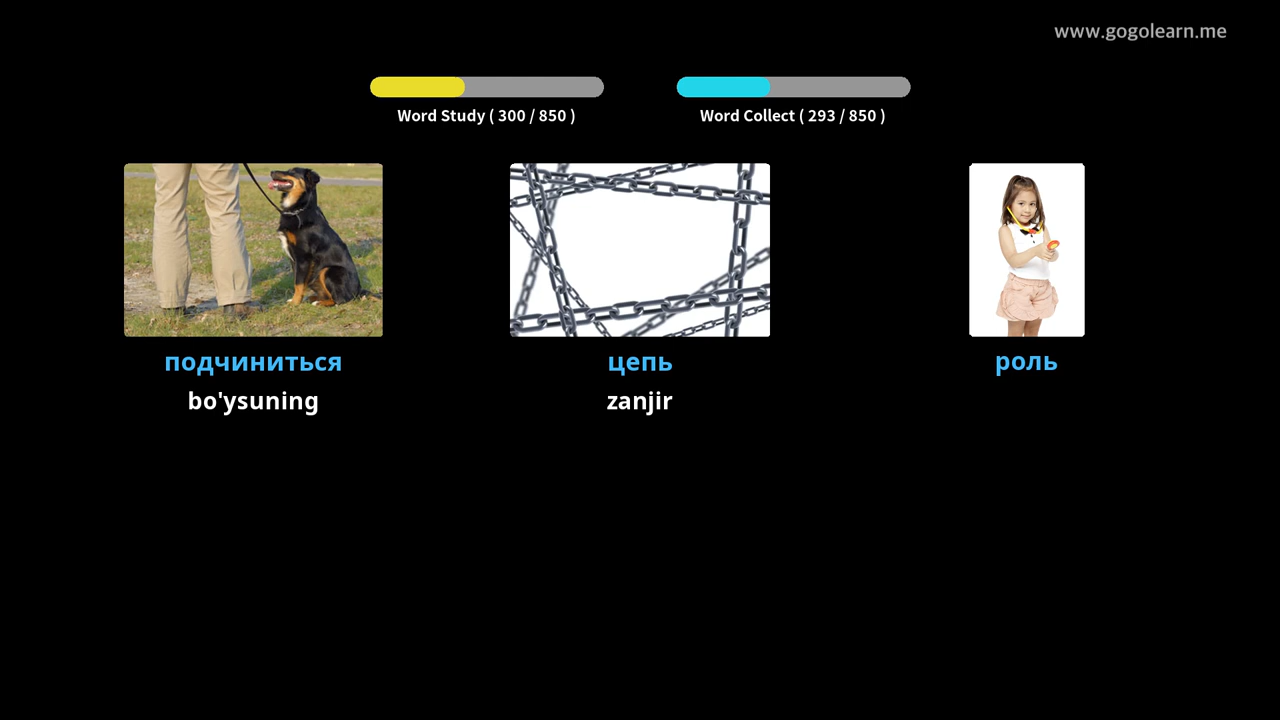 www.gogolearn.me
Word Study ( 300 / 850 )
Word Collect ( 293 / 850 )
подчиниться
bo'ysuning
цепь
zanjir
роль